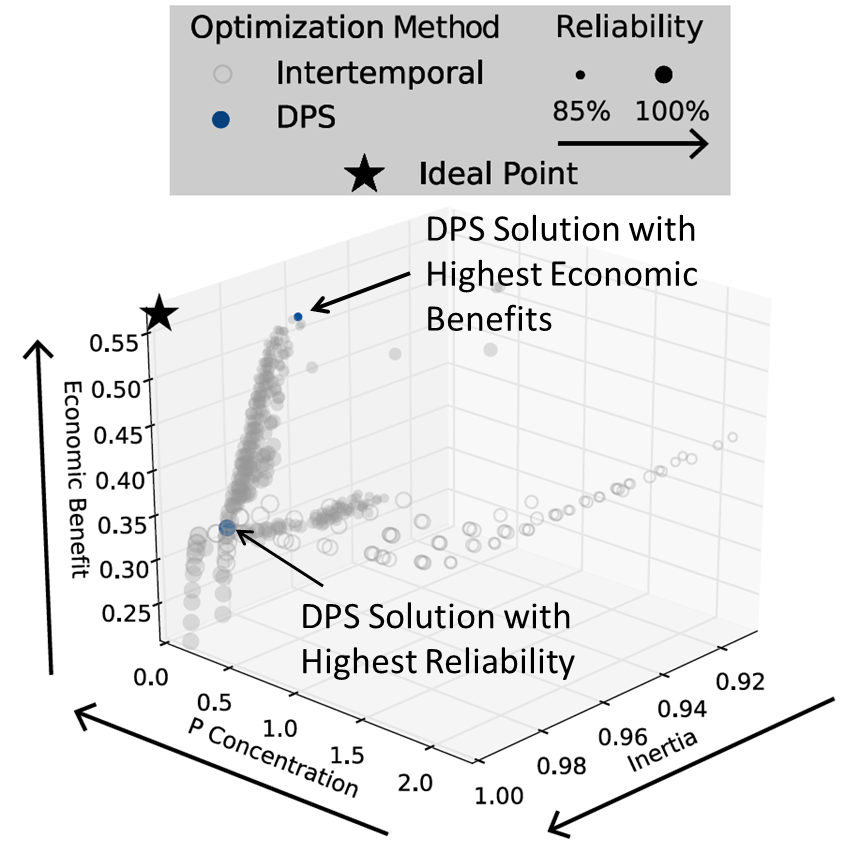 Optimization Method
Reliability
Intertemporal
DPS
85% 100%
Ideal Point
DPS Solution with
Highest Economic
Benefits
0.55
0.50
0.45
0.40
0.35
0.30
0.25
Economic Benefit
DPS Solution with
Highest Reliability
0.0
0.5
1.0
1.5
2.0
P Concentration
0.92
0.94
0.96
0.98
1.00
Inertia